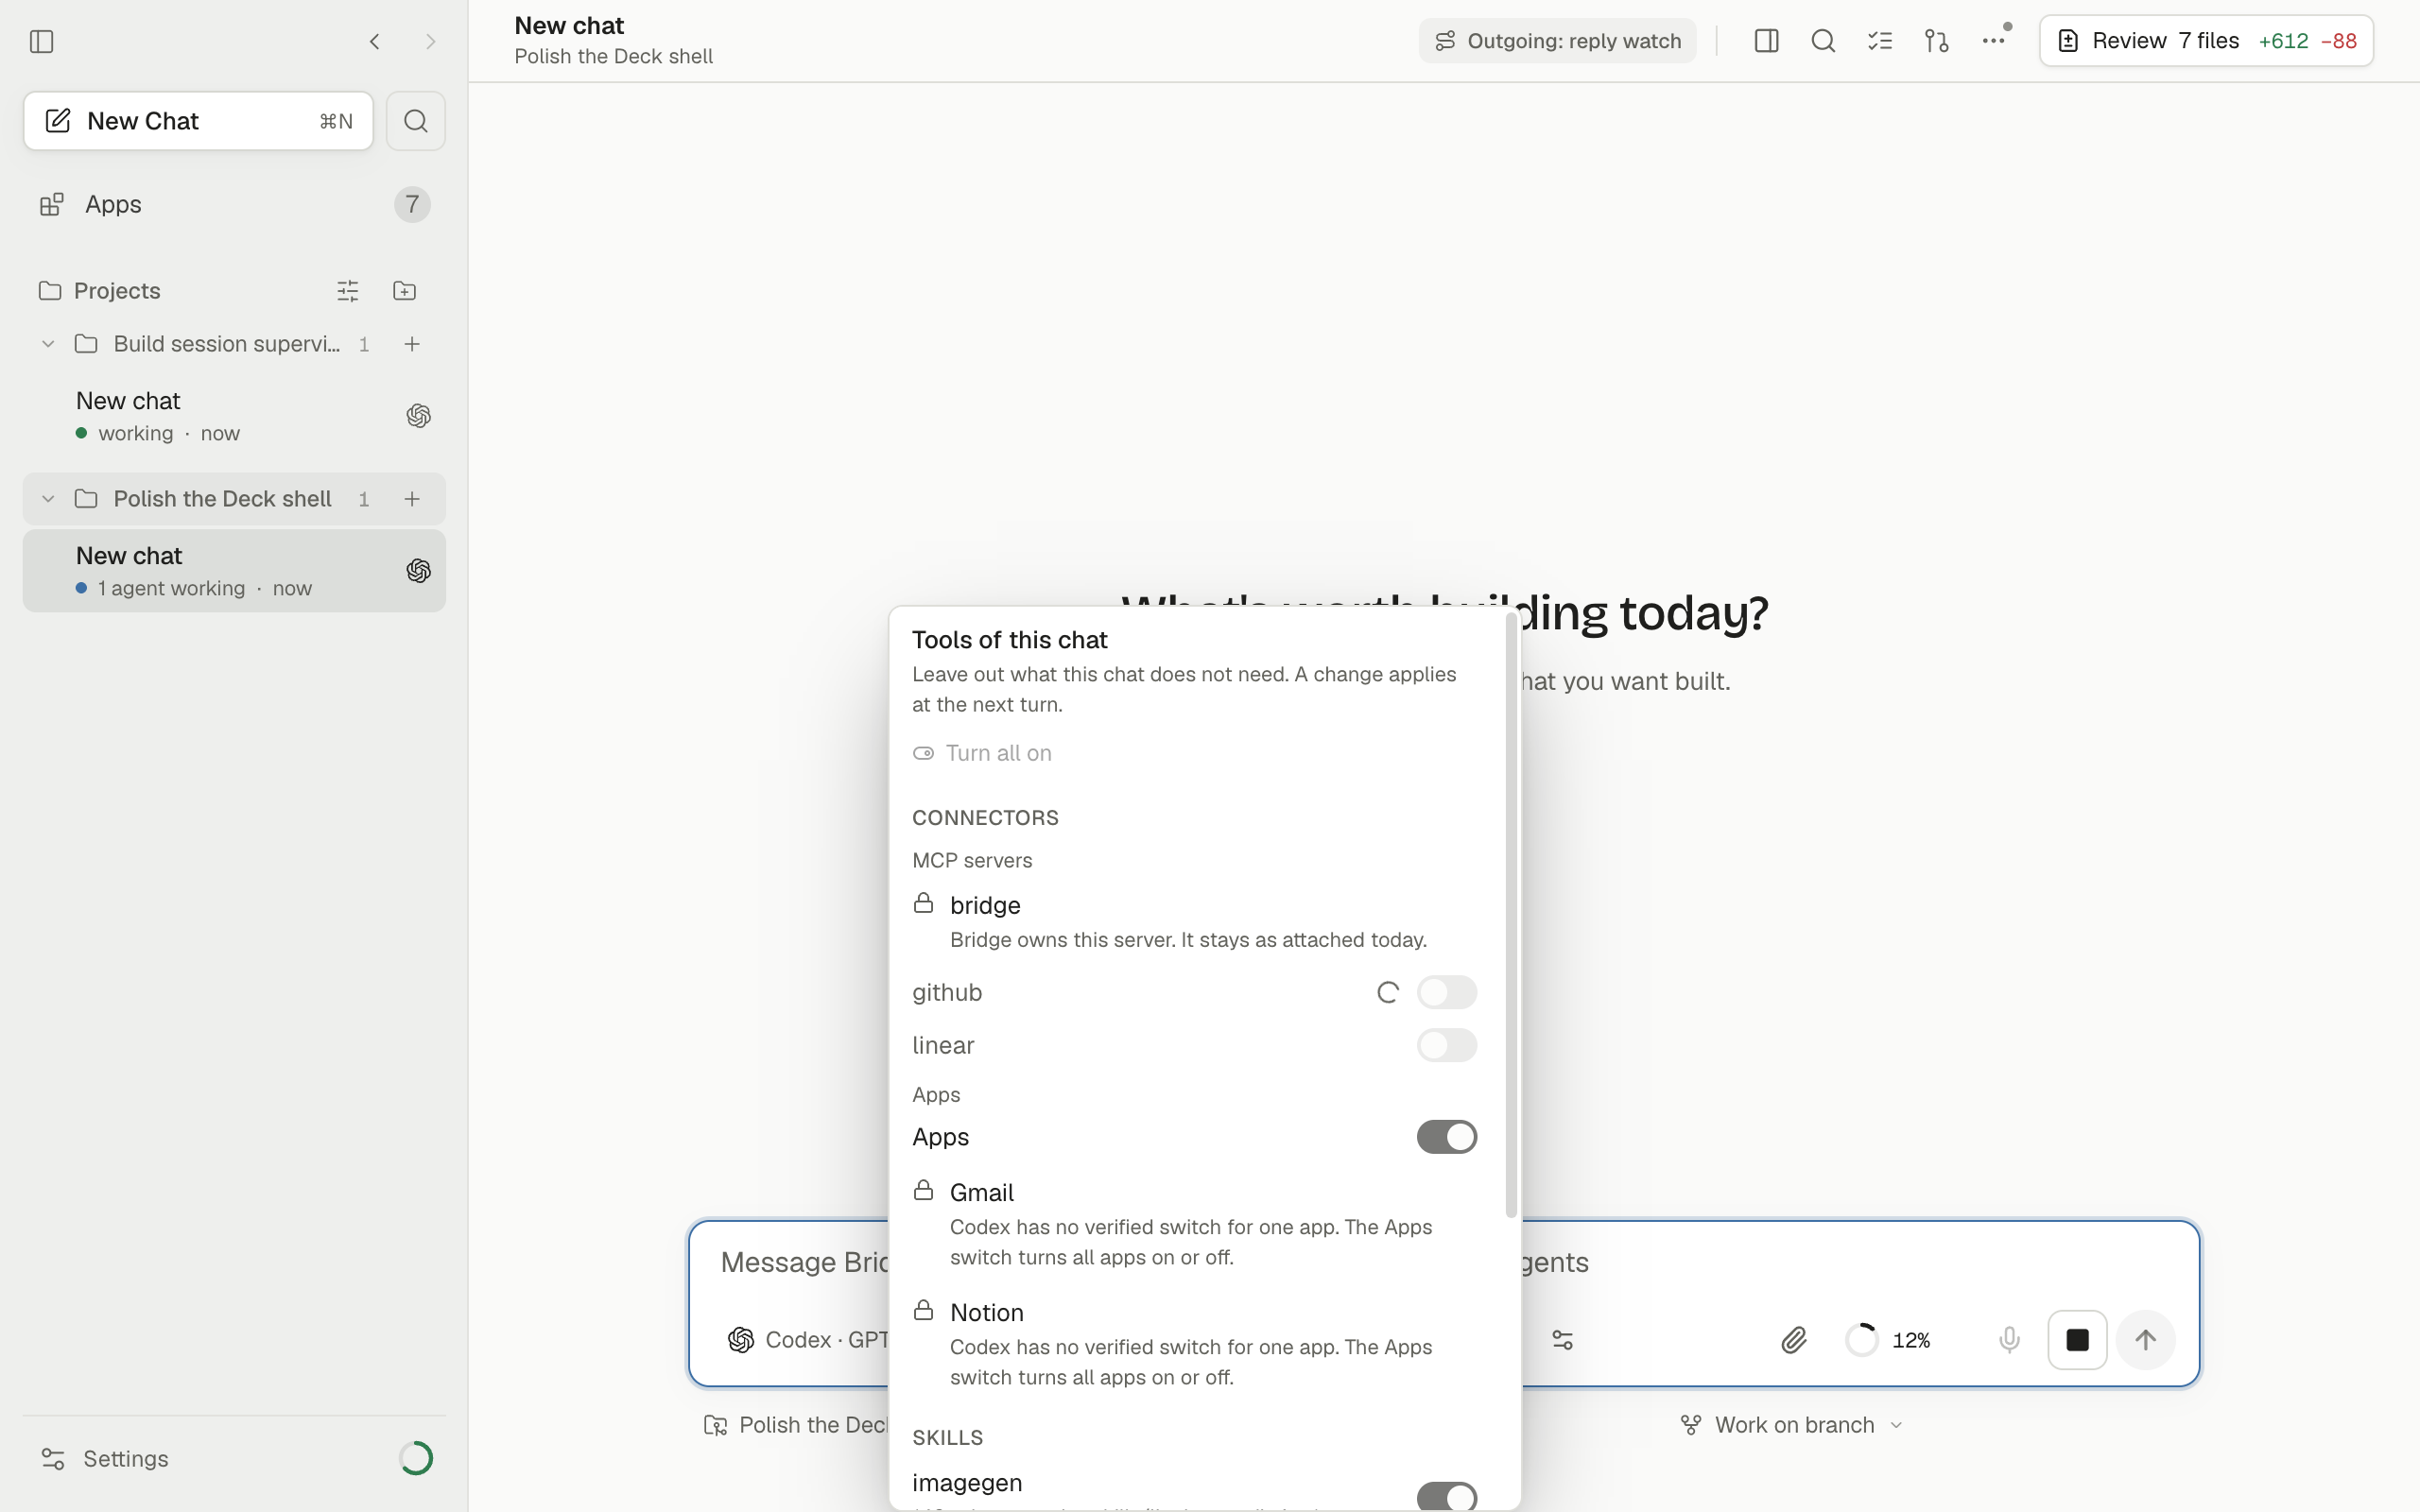 New chat
Polish the Deck shell
Outgoing: reply watch
Review 7 files +612 −88
New Chat ⌘N
Apps 7
Projects
Build session supervi... 1
New chat
working · now
Polish the Deck shell 1
New chat
1 agent working · now
Settings
building today?
hat you want built.
Tools of this chat
Leave out what this chat does not need. A change applies
at the next turn.
Turn all on
CONNECTORS
MCP servers
bridge
Bridge owns this server. It stays as attached today.
github
linear
Apps
Apps
Gmail
Codex has no verified switch for one app. The Apps
switch turns all apps on or off.
Notion
Codex has no verified switch for one app. The Apps
switch turns all apps on or off.
SKILLS
imagegen
Message Bri
gents
Codex · GPT
12%
Polish the Dec
Work on branch